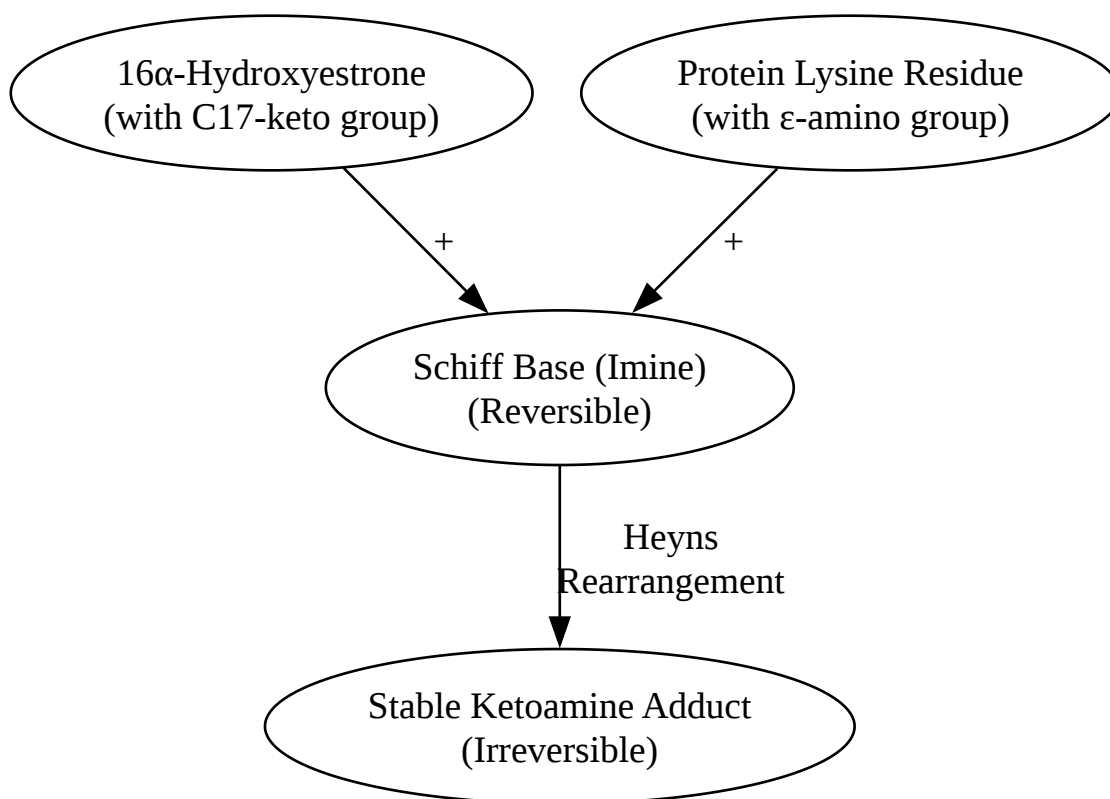 16α-Hydroxyestrone
(with C17-keto group)
Protein Lysine Residue
(with ε-amino group)
+
+
Schiff Base (Imine)
(Reversible)
Heyns
Rearrangement
Stable Ketoamine Adduct
(Irreversible)